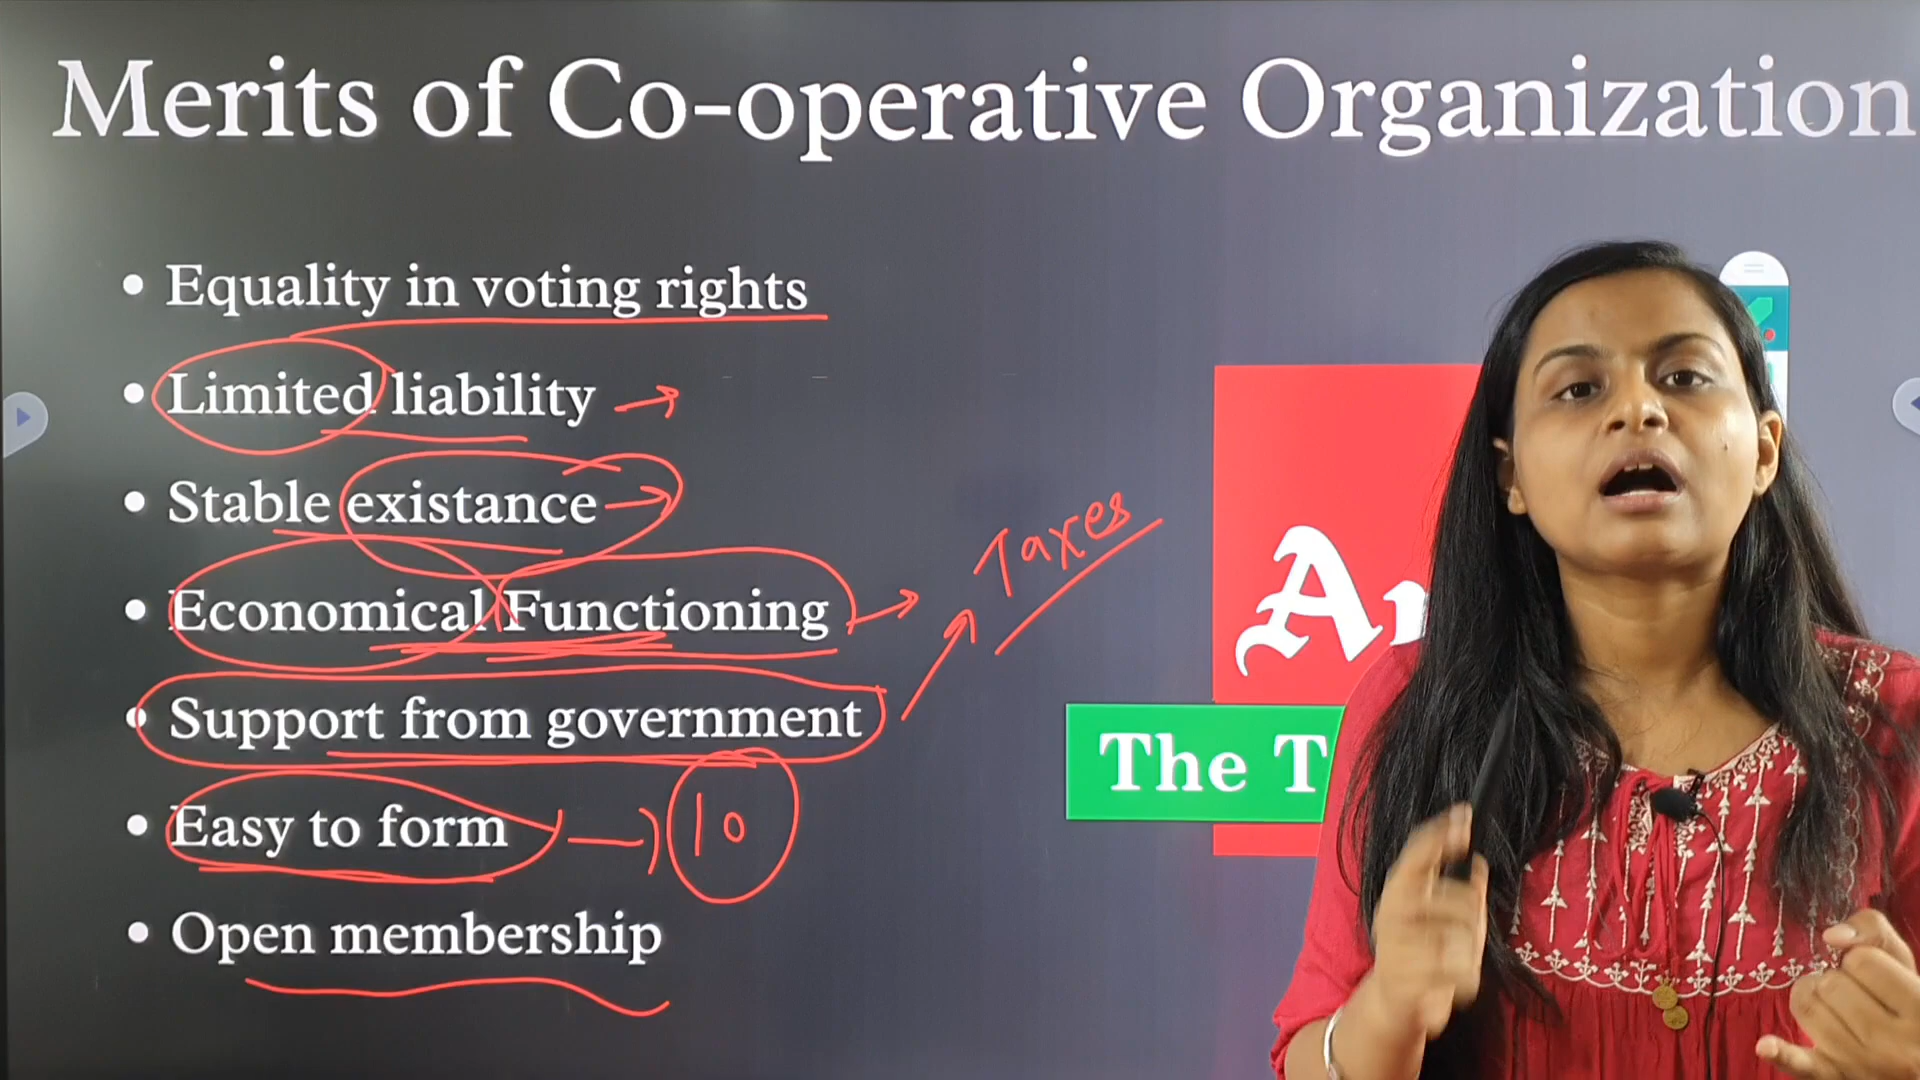 Merits of Co-operative Organization
• Equality in voting rights
• Limited liability →
• Stable existance →
• Economical Functioning →
Taxes
• Support from government
• Easy to form → 10
• Open membership
The